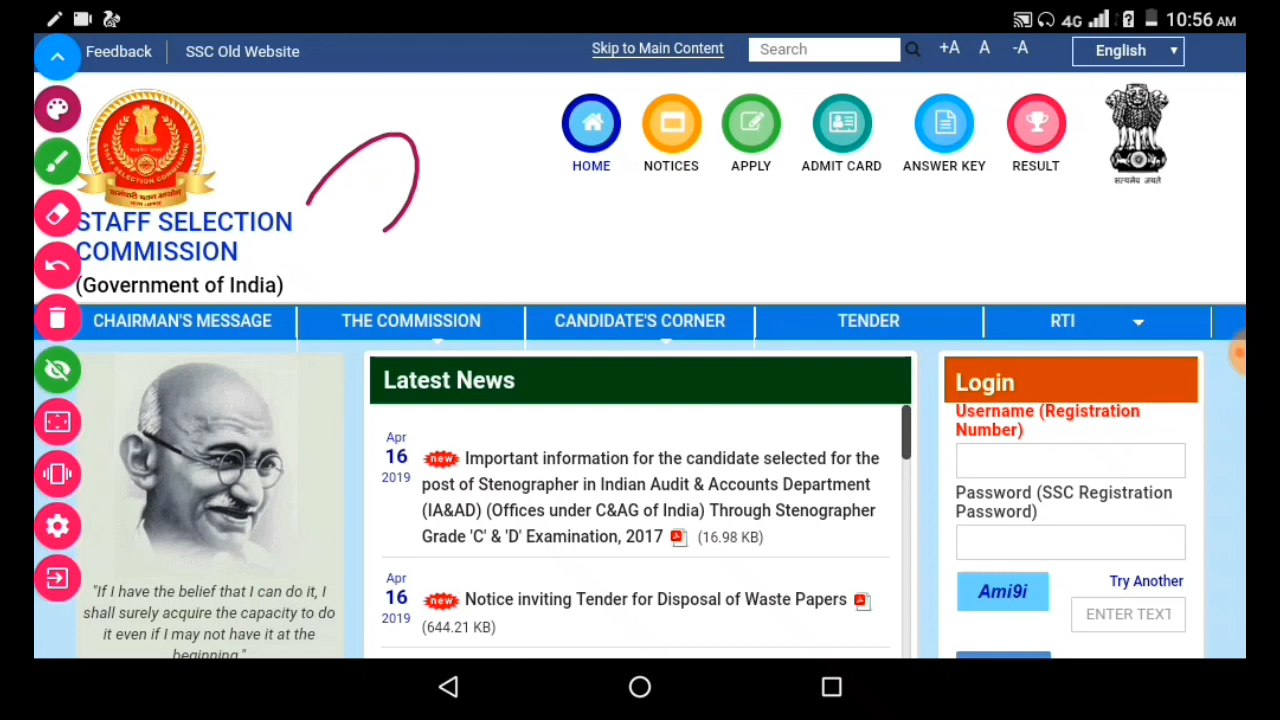 4G
10:56 AM
Feedback
SSC Old Website
Skip to Main Content
Search
+A
A
-A
English
HOME
NOTICES
APPLY
ADMIT CARD
ANSWER KEY
RESULT
STAFF SELECTION COMMISSION
सत्यमेव जयते
STAFF SELECTION
COMMISSION
(Government of India)
CHAIRMAN'S MESSAGE
THE COMMISSION
CANDIDATE'S CORNER
TENDER
RTI
"If I have the belief that I can do it, I
shall surely acquire the capacity to do
it even if I may not have it at the
beginning."
Latest News
Apr
16
2019
new Important information for the candidate selected for the
post of Stenographer in Indian Audit & Accounts Department
(IA&AD) (Offices under C&AG of India) Through Stenographer
Grade 'C' & 'D' Examination, 2017 (16.98 KB)
Apr
16
2019
new Notice inviting Tender for Disposal of Waste Papers
(644.21 KB)
Login
Username (Registration
Number)
Password (SSC Registration
Password)
Ami9i
Try Another
ENTER TEXT